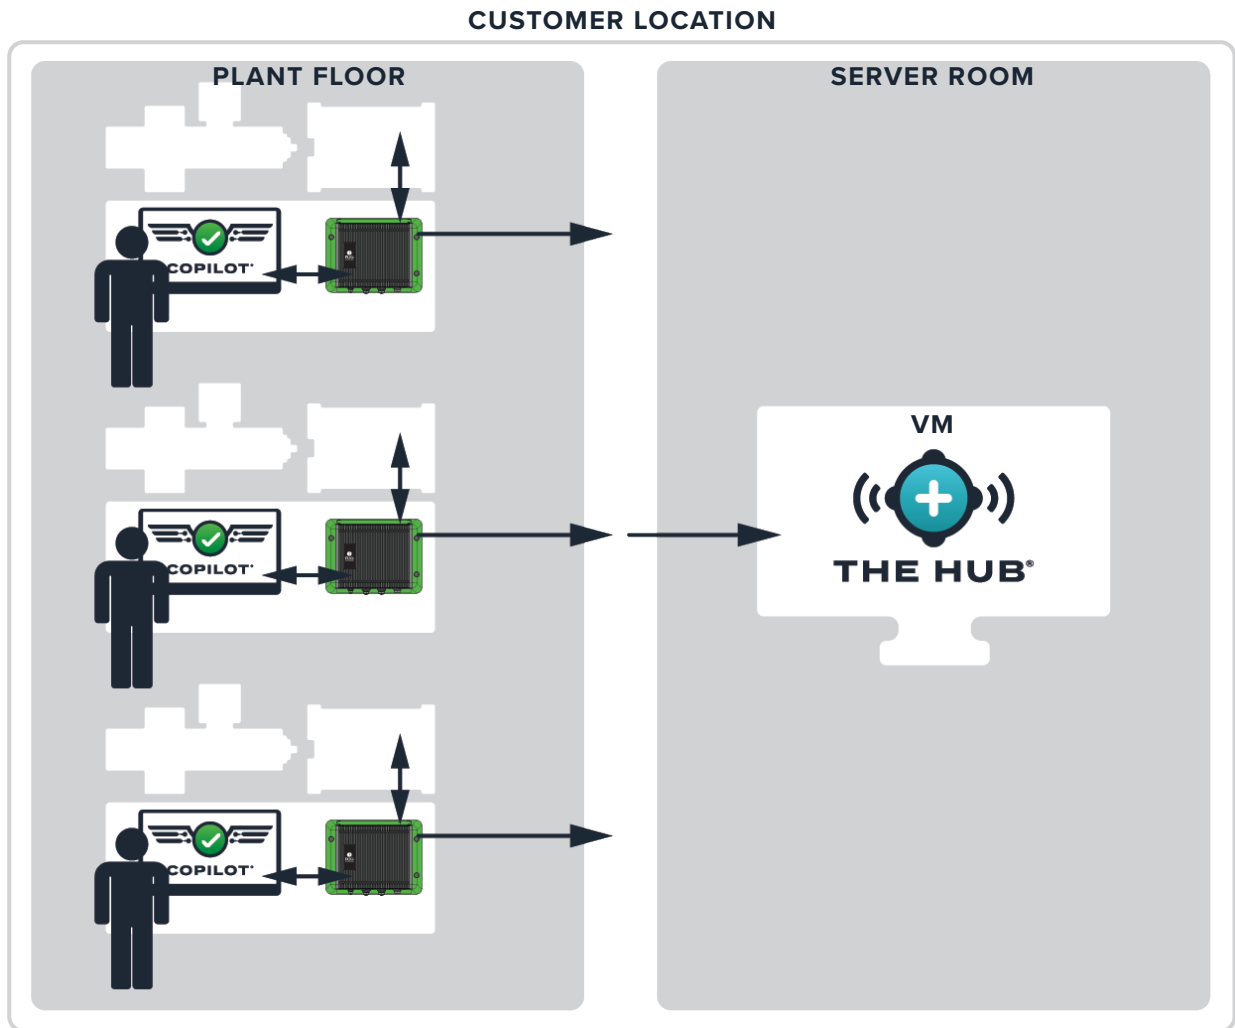 CUSTOMER LOCATION
PLANT FLOOR
SERVER ROOM
COPILOT
VM
COPILOT
THE HUB®
COPILOT